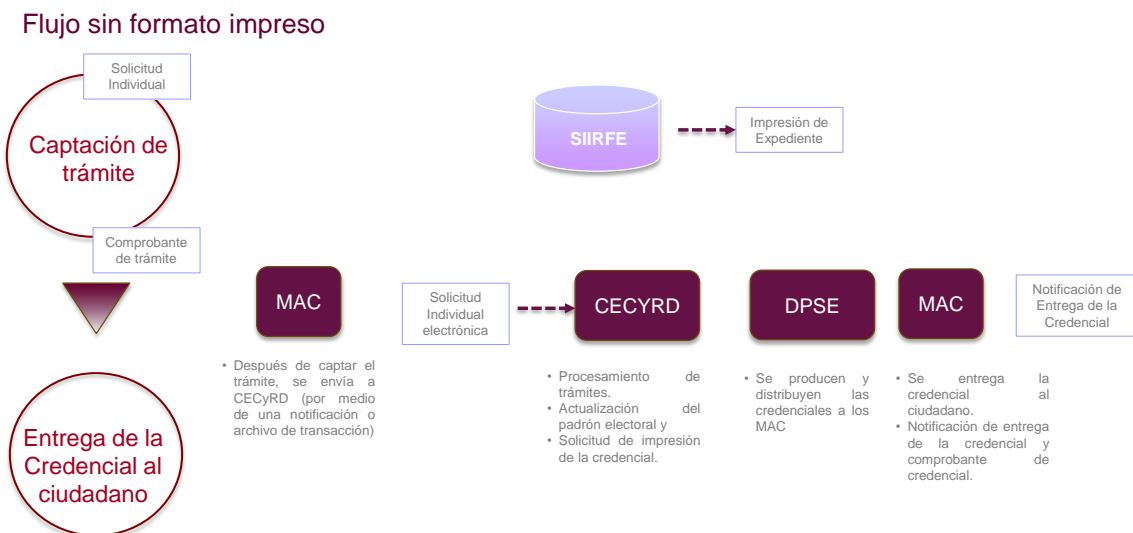 Flujo sin formato impreso
Solicitud
Individual
Captación de
trámite
Comprobante
de trámite
SIIRFE
Impresión de
Expediente
MAC
• Después de captar el
trámite, se envía a
CECyRD (por medio
de una notificación o
archivo de transacción)
Solicitud
Individual
electrónica
CECYRD
• Procesamiento de
trámites.
• Actualización del
padrón electoral y
• Solicitud de impresión
de la credencial.
DPSE
• Se producen y
distribuyen las
credenciales a los
MAC
MAC
• Se entrega la
credencial al
ciudadano.
• Notificación de entrega
de la credencial y
comprobante de
credencial.
Notificación de
Entrega de la
Credencial
Entrega de la
Credencial al
ciudadano